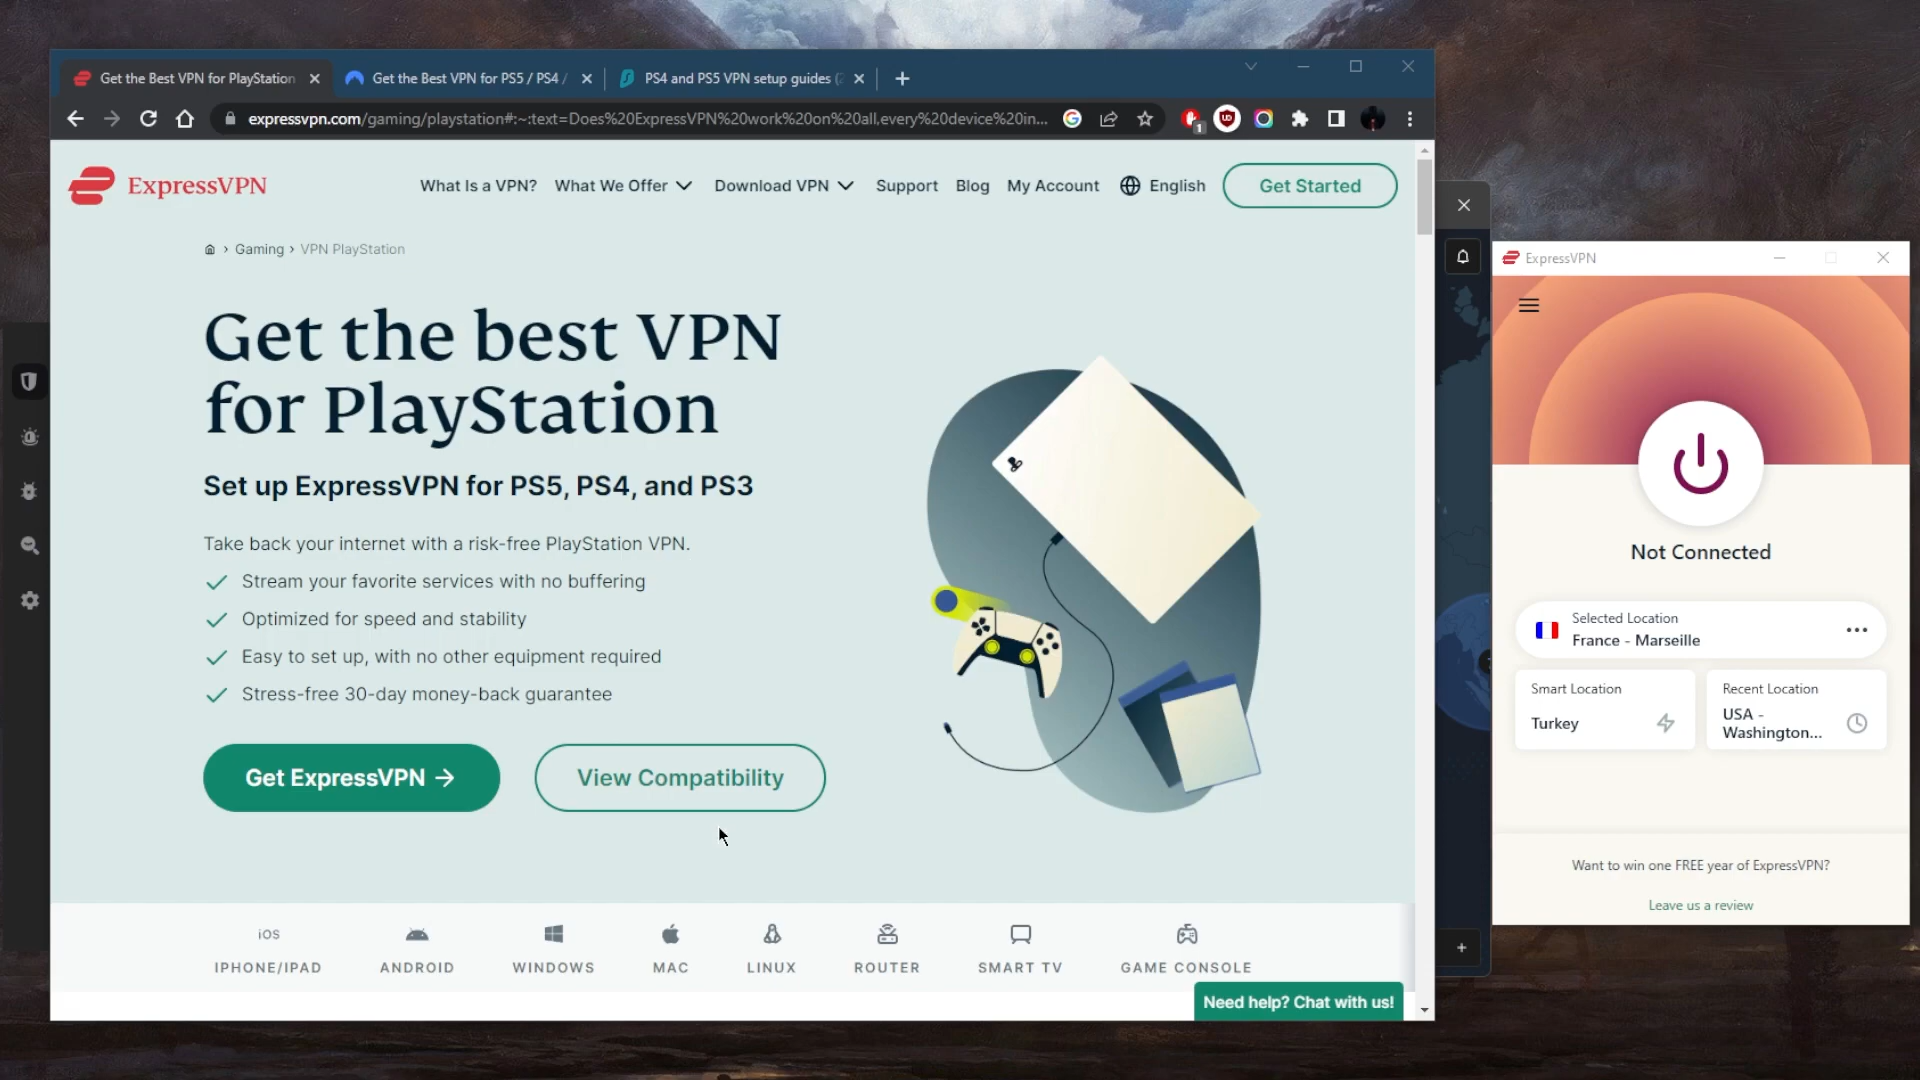 Get the Best VPN for PlayStation
Get the Best VPN for PS5 / PS4 /
PS4 and PS5 VPN setup guides (
expressvpn.com/gaming/playstation#:~:text=Does%20ExpressVPN%20work%20on%20all,every%20device%20in...
1
ExpressVPN
What Is a VPN?
What We Offer
Download VPN
Support
Blog
My Account
English
Get Started
Gaming › VPN PlayStation
Get the best VPN
for PlayStation
Set up ExpressVPN for PS5, PS4, and PS3
Take back your internet with a risk-free PlayStation VPN.
Stream your favorite services with no buffering
Optimized for speed and stability
Easy to set up, with no other equipment required
Stress-free 30-day money-back guarantee
Get ExpressVPN →
View Compatibility
iOS
IPHONE/IPAD
ANDROID
WINDOWS
MAC
LINUX
ROUTER
SMART TV
GAME CONSOLE
Need help? Chat with us!
ExpressVPN
Not Connected
Selected Location
France - Marseille
Smart Location
Turkey
Recent Location
USA -
Washington...
Want to win one FREE year of ExpressVPN?
Leave us a review